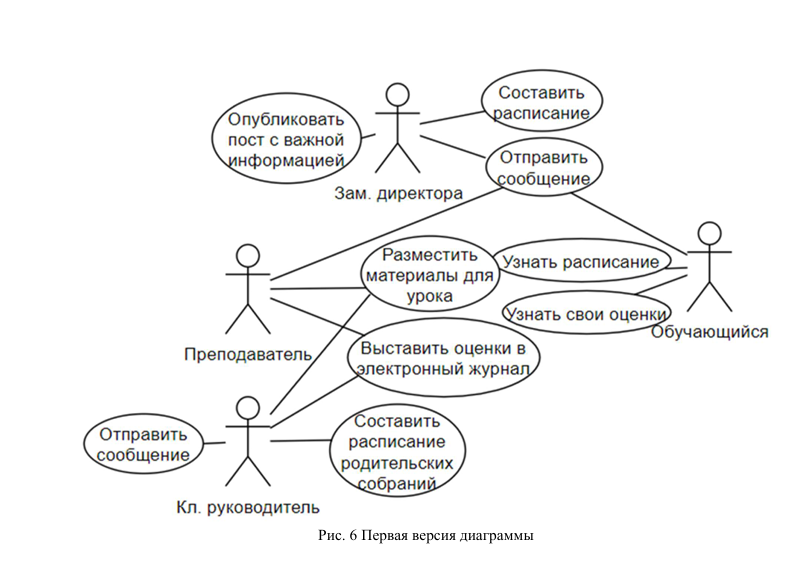 Составить
расписание
Опубликовать
пост с важной
информацией
Отправить
сообщение
Зам. директора
Разместить
материалы для
урока
Узнать расписание
Узнать свои оценки
Обучающийся
Преподаватель
Выставить оценки в
электронный журнал
Отправить
сообщение
Составить
расписание
родительских
собраний
Кл. руководитель
Рис. 6 Первая версия диаграммы